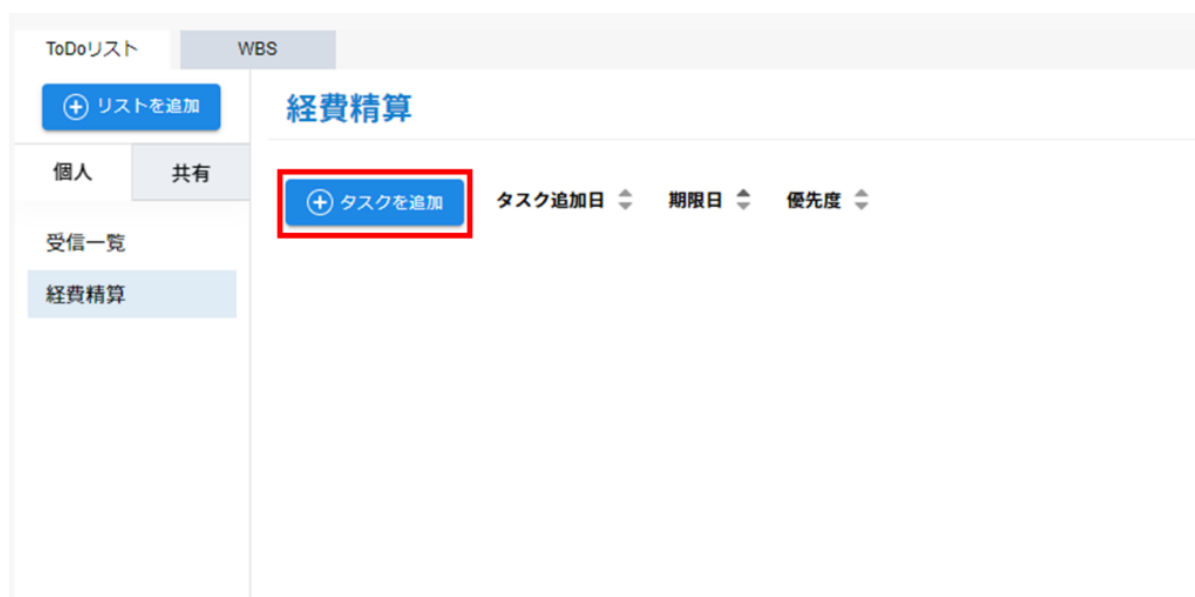 ToDoリスト WBS
リストを追加
経費精算
個人 共有
タスクを追加 タスク追加日 期限日 優先度
受信一覧
経費精算